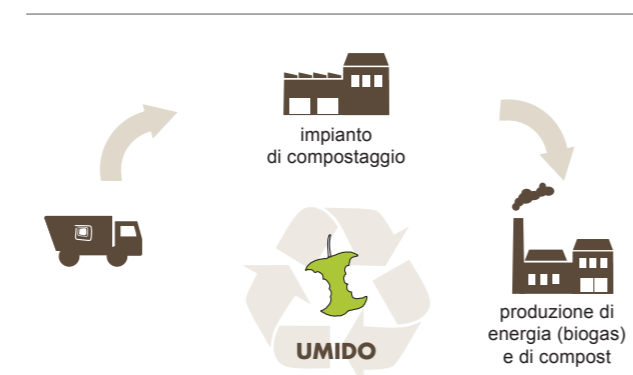 impianto
di compostaggio
produzione di
energia (biogas)
e di compost
UMIDO